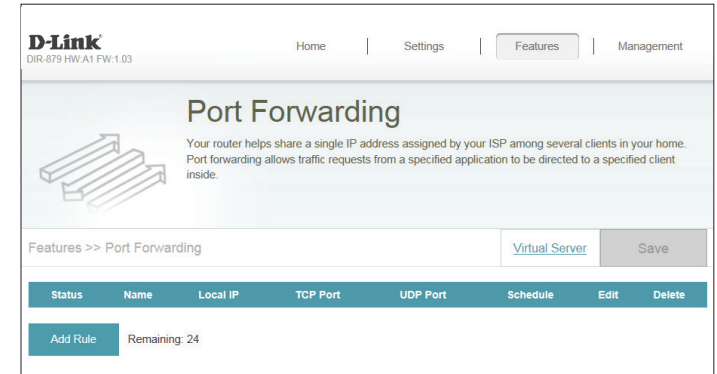 D-Link
DIR-879 HW:A1 FW:1.03
Home | Settings | Features | Management
Port Forwarding
Your router helps share a single IP address assigned by your ISP among several clients in your home.
Port forwarding allows traffic requests from a specified application to be directed to a specified client
inside.
Features >> Port Forwarding
Virtual Server
Save
Status Name Local IP TCP Port UDP Port Schedule Edit Delete
Add Rule Remaining: 24